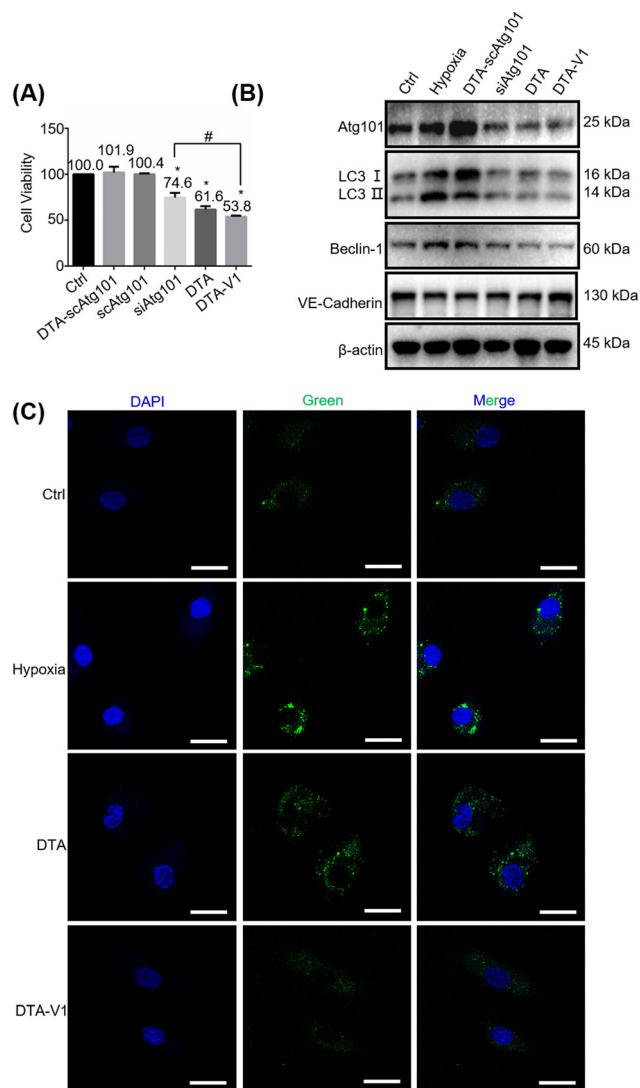 (A)
Cell Viability
150
100
50
0
100.0
101.9
100.4
74.6
61.6
53.8
*
*
*
#
Ctrl
DTA-scAtg101
scAtg101
siAtg101
DTA
DTA-V1
(B)
Ctrl
Hypoxia
DTA-scAtg101
siAtg101
DTA
DTA-V1
Atg101 25 kDa
LC3 I 16 kDa
LC3 II 14 kDa
Beclin-1 60 kDa
VE-Cadherin 130 kDa
β-actin 45 kDa
(C)
DAPI Green Merge
Ctrl
Hypoxia
DTA
DTA-V1